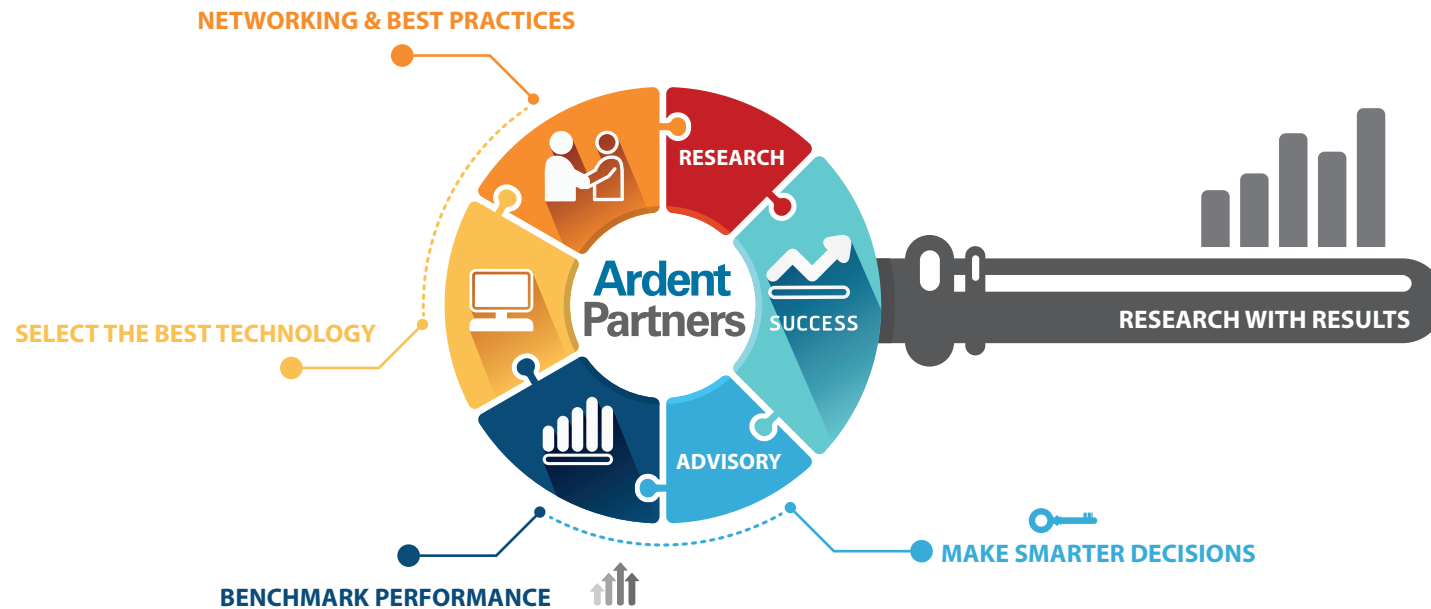 NETWORKING & BEST PRACTICES
RESEARCH
Ardent
Partners
SUCCESS
RESEARCH WITH RESULTS
SELECT THE BEST TECHNOLOGY
ADVISORY
MAKE SMARTER DECISIONS
BENCHMARK PERFORMANCE